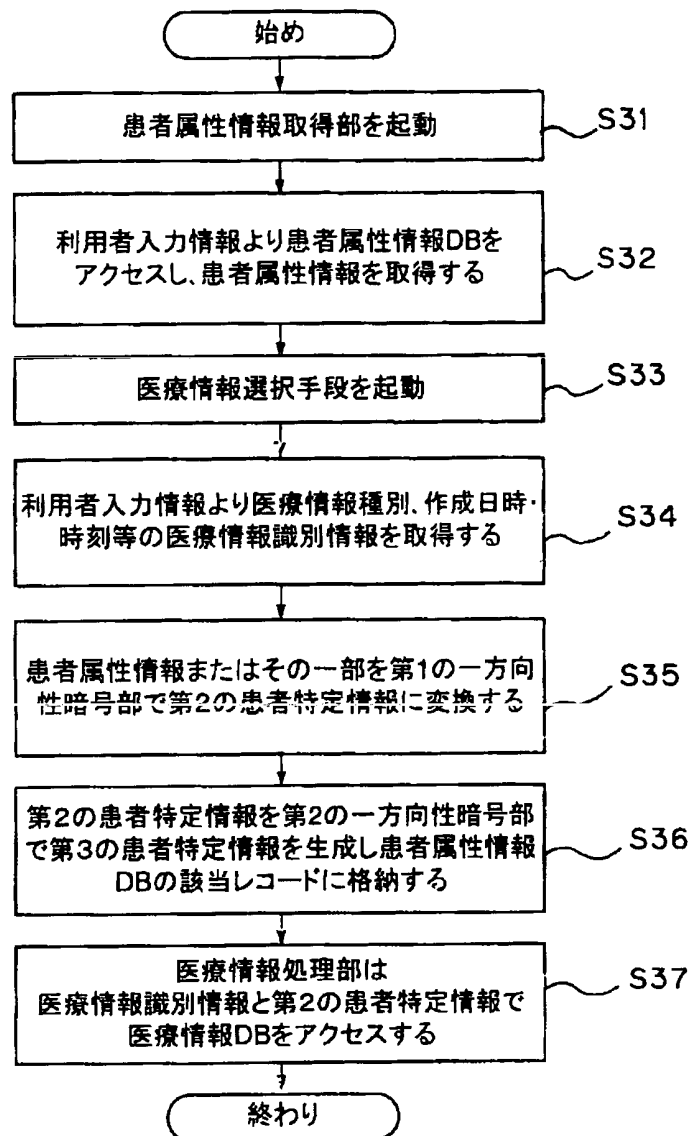 始め
患者属性情報取得部を起動
S31
利用者入力情報より患者属性情報DBを
アクセスし、患者属性情報を取得する
S32
医療情報選択手段を起動
S33
利用者入力情報より医療情報種別、作成日時・
時刻等の医療情報識別情報を取得する
S34
患者属性情報またはその一部を第1の一方向
性暗号部で第2の患者特定情報に変換する
S35
第2の患者特定情報を第2の一方向性暗号部
で第3の患者特定情報を生成し患者属性情報
DBの該当レコードに格納する
S36
医療情報処理部は
医療情報識別情報と第2の患者特定情報で
医療情報DBをアクセスする
S37
終わり